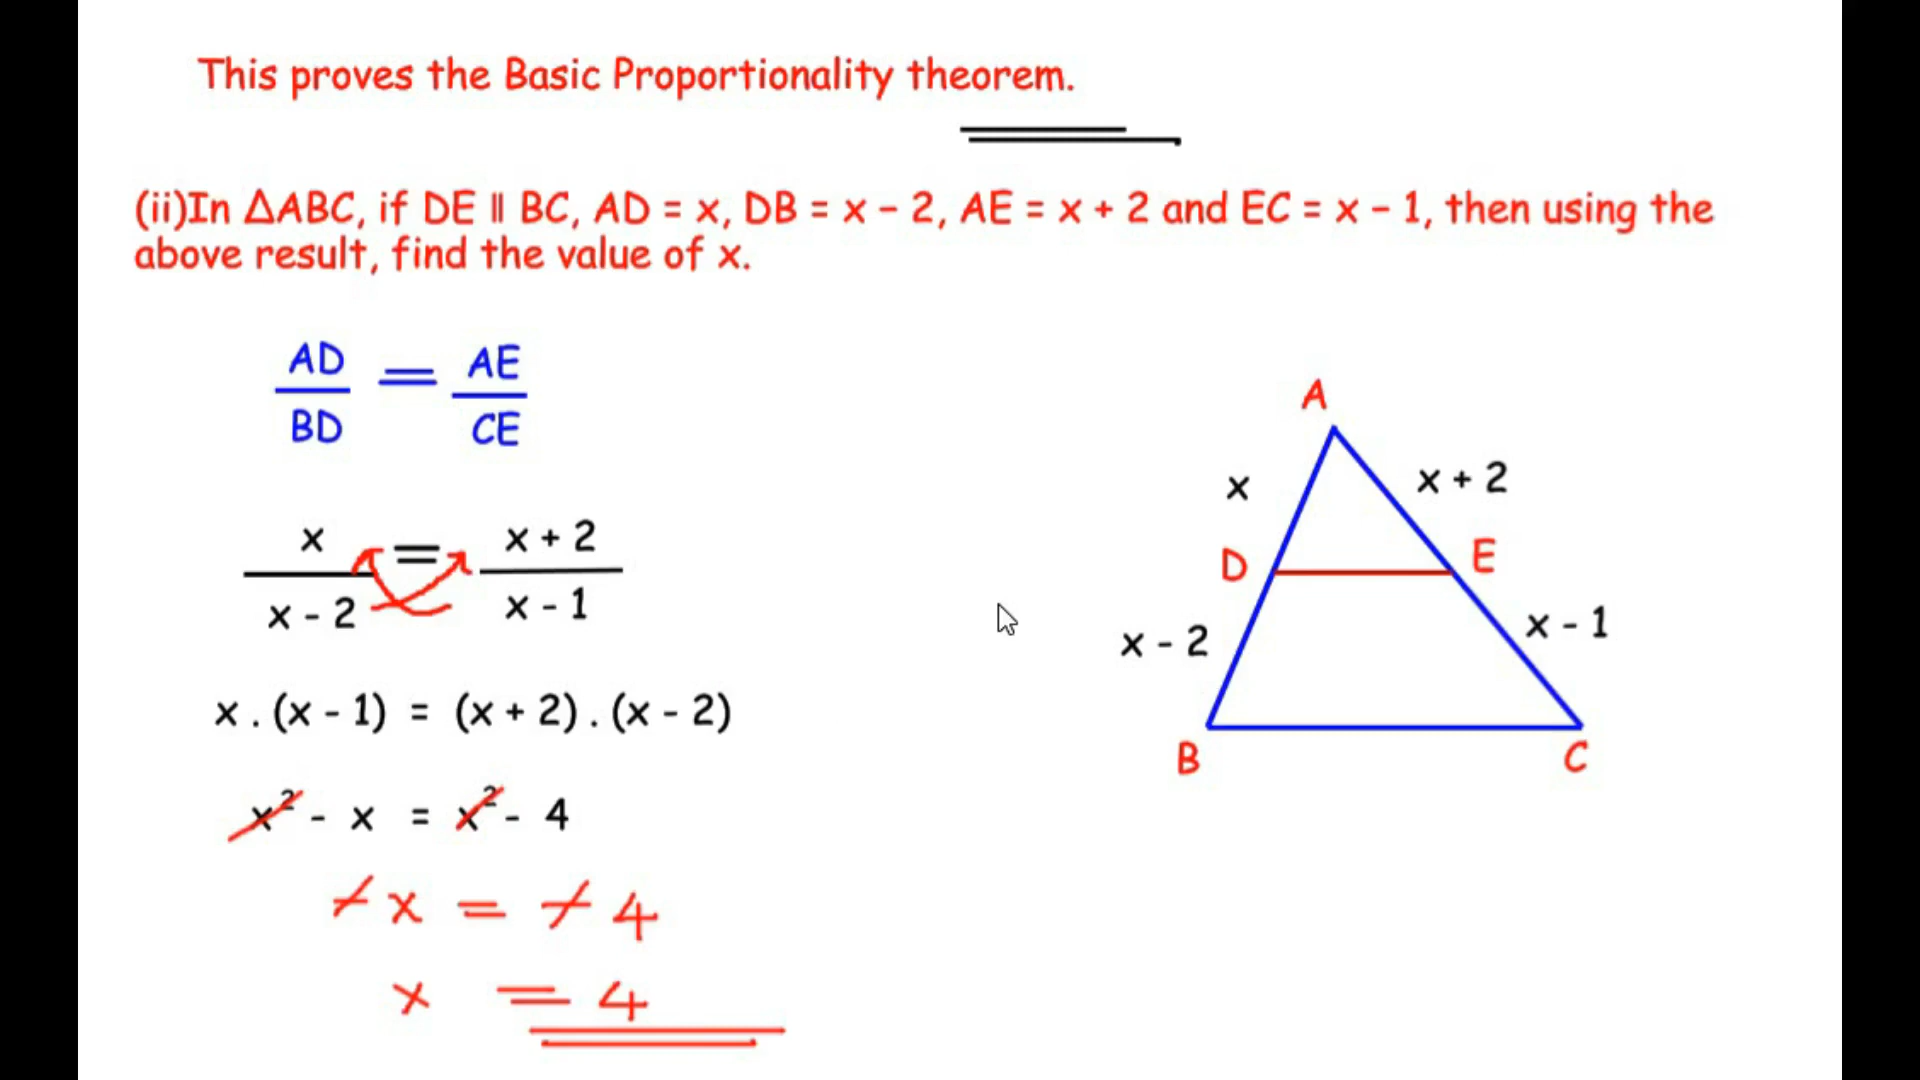 This proves the Basic Proportionality theorem.
(ii)In ΔABC, if DE ∥ BC, AD = x, DB = x − 2, AE = x + 2 and EC = x − 1, then using the
above result, find the value of x.
AD = AE
BD CE
x = x + 2
x - 2 x - 1
x . (x - 1) = (x + 2) . (x - 2)
x² - x = x² - 4
- x = - 4
x = 4
A
x
x + 2
D
E
x - 2
x - 1
B
C